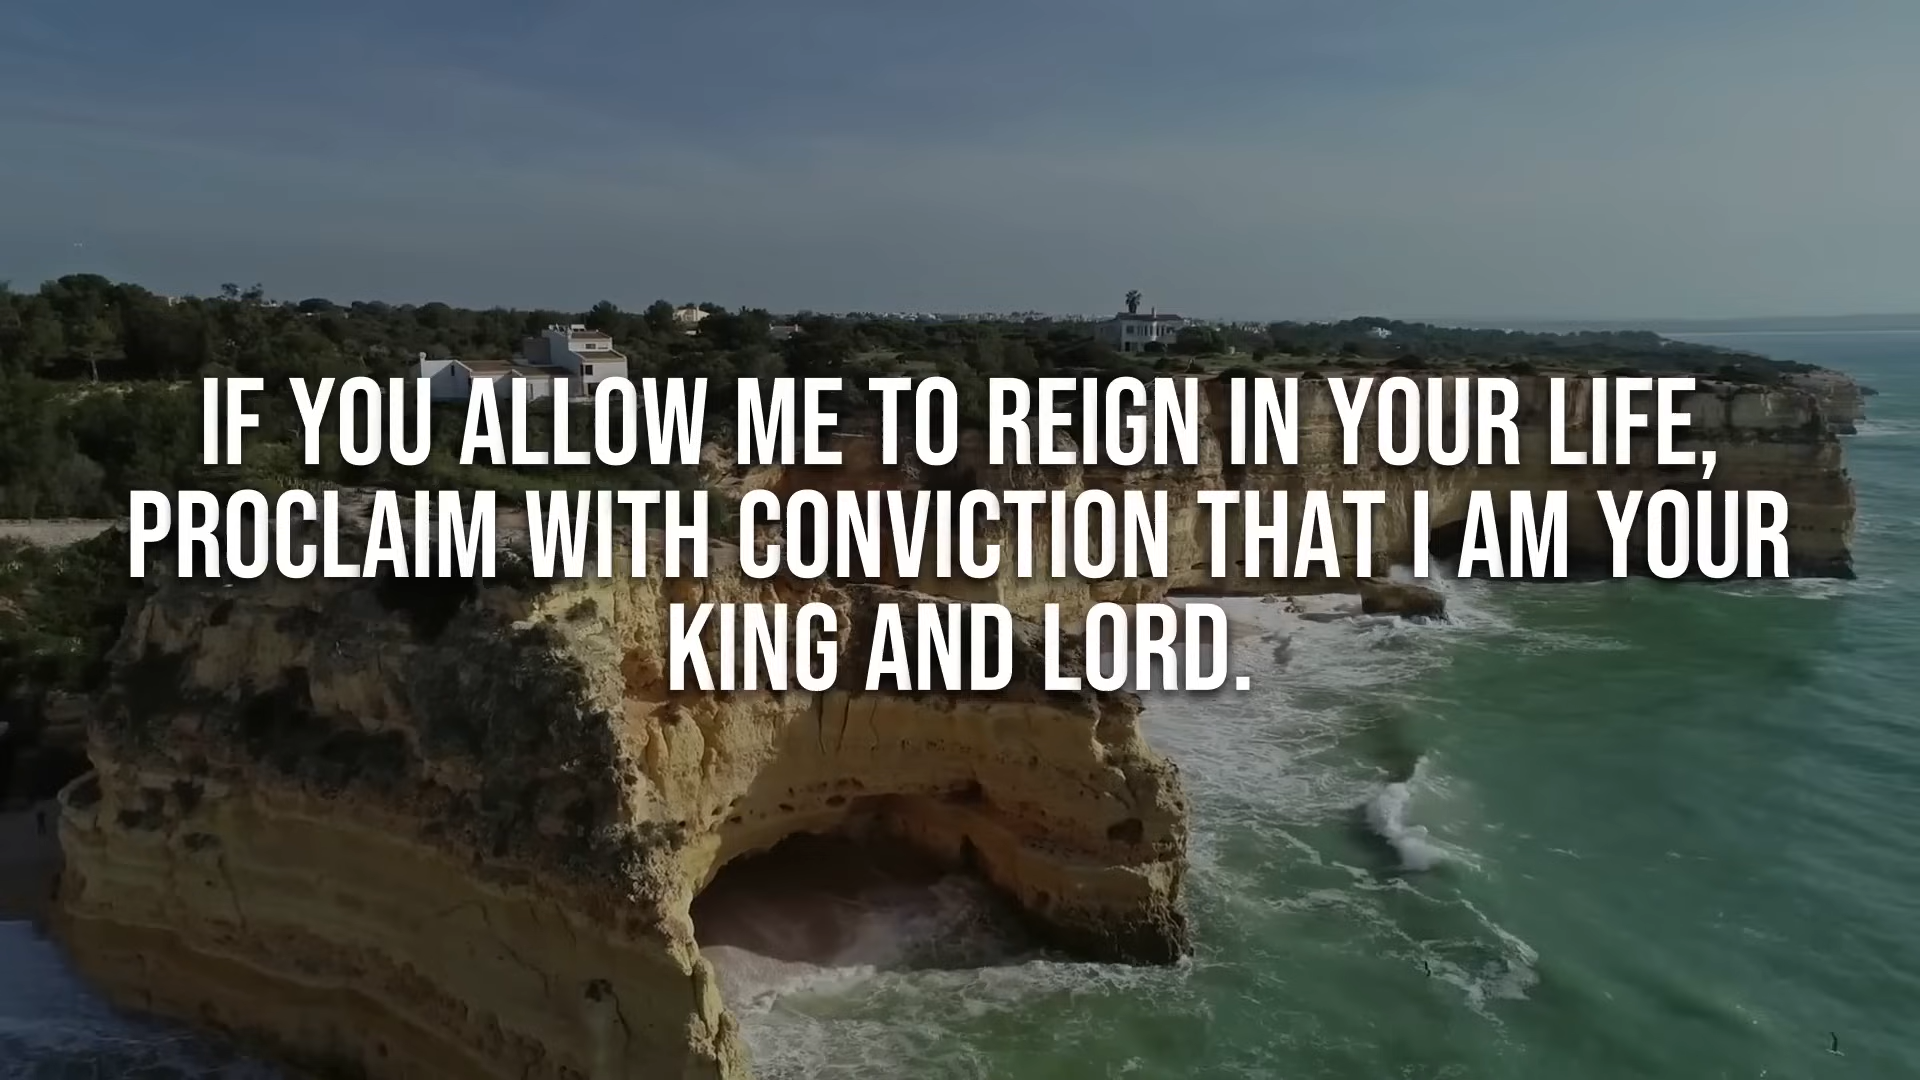 IF YOU ALLOW ME TO REIGN IN YOUR LIFE,
PROCLAIM WITH CONVICTION THAT I AM YOUR
KING AND LORD.